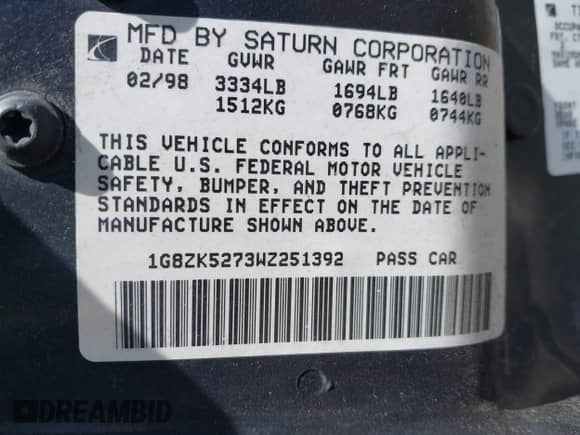 MFD BY SATURN CORPORATION
DATE GVWR GAWR FRT GAWR RR
02/98 3334LB 1694LB 1640LB
1512KG 0768KG 0744KG
THIS VEHICLE CONFORMS TO ALL APPLI-
CABLE U.S. FEDERAL MOTOR VEHICLE
SAFETY, BUMPER, AND THEFT PREVENTION
STANDARDS IN EFFECT ON THE DATE OF
MANUFACTURE SHOWN ABOVE.
1G8ZK5273WZ251392 PASS CAR
DREAMBID